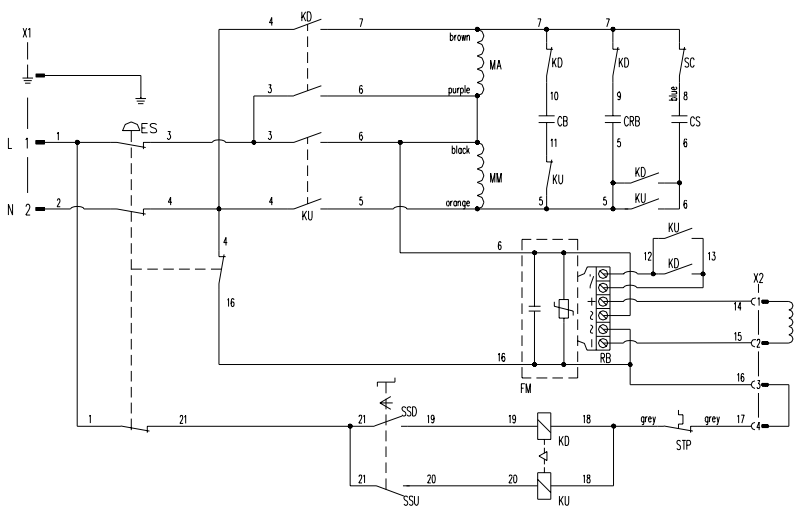 X1
KD
4
7
7
7
brown
MA
KD
KD
SC
blue
3
6
purple
10
9
8
CB
CRB
CS
ES
L
1
1
3
3
6
black
11
5
6
MM
KU
KD
N
2
2
4
4
5
orange
5
5
KU
6
KU
4
6
KU
12
13
KD
X2
16
14
1
15
2
RB
16
16
3
FM
1
21
21
SSD
19
19
18
grey
grey
17
4
KD
STP
21
20
20
18
SSU
KU